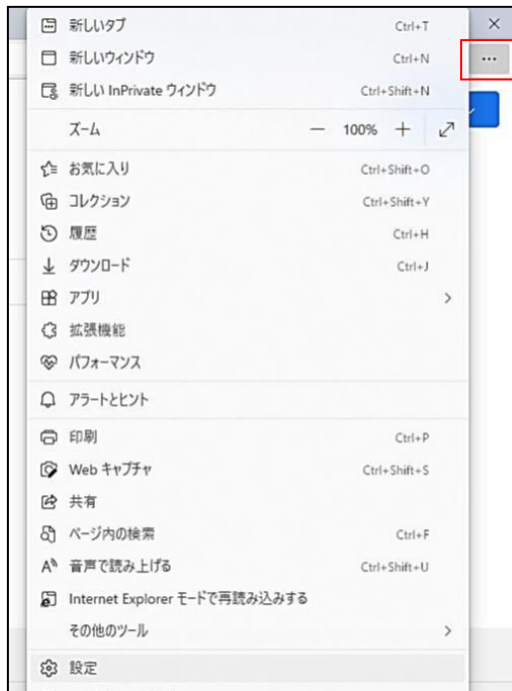 新しいタブ Ctrl+T
新しいウィンドウ Ctrl+N
新しい InPrivate ウィンドウ Ctrl+Shift+N
ズーム — 100% +
お気に入り Ctrl+Shift+O
コレクション Ctrl+Shift+Y
履歴 Ctrl+H
ダウンロード Ctrl+J
アプリ
拡張機能
パフォーマンス
アラートとヒント
印刷 Ctrl+P
Web キャプチャ Ctrl+Shift+S
共有
ページ内の検索 Ctrl+F
音声で読み上げる Ctrl+Shift+U
Internet Explorer モードで再読み込みする
その他のツール
設定